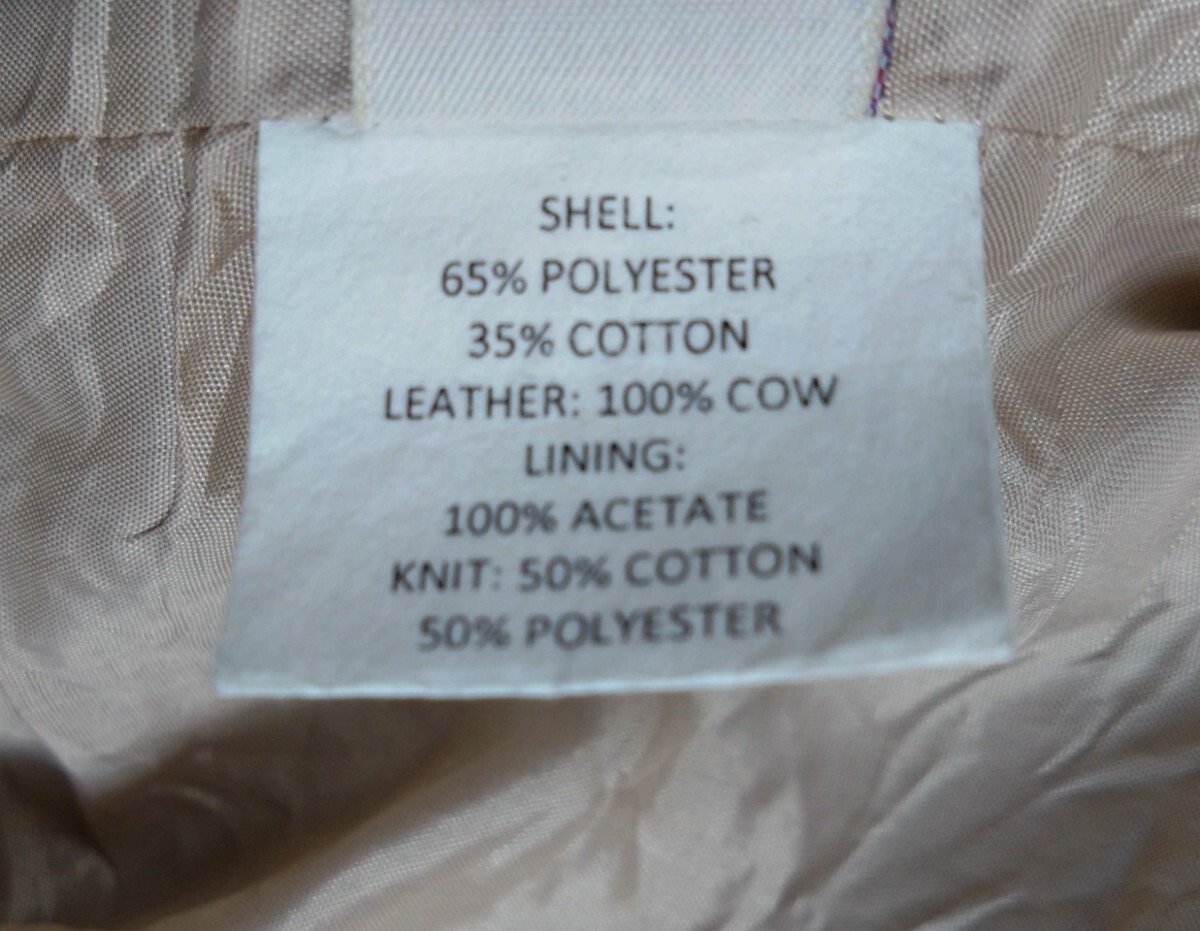 SHELL:
65% POLYESTER
35% COTTON
LEATHER: 100% COW
LINING:
100% ACETATE
KNIT: 50% COTTON
50% POLYESTER